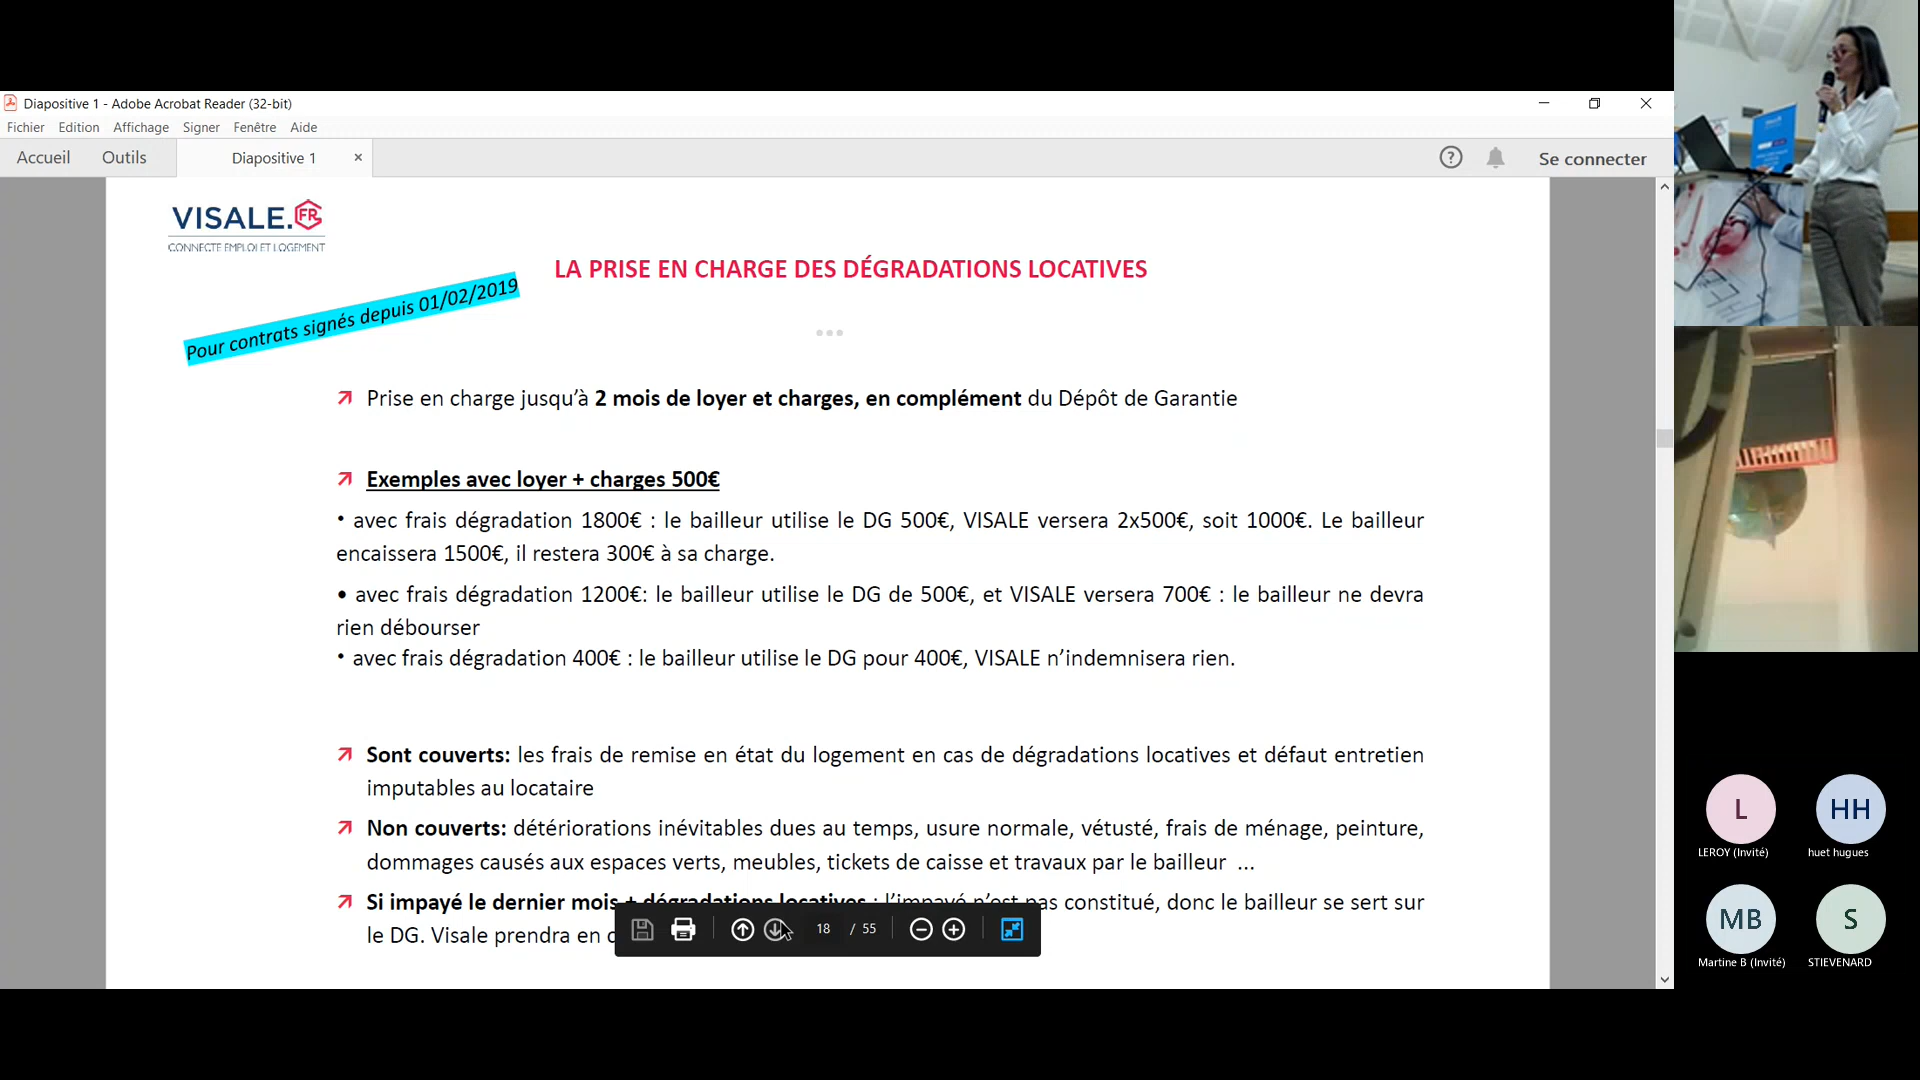 Diapositive 1 - Adobe Acrobat Reader (32-bit)
Fichier Edition Affichage Signer Fenêtre Aide
Accueil Outils Diapositive 1 Se connecter
VISALE.FR
CONNECTE EMPLOI ET LOGEMENT
LA PRISE EN CHARGE DES DÉGRADATIONS LOCATIVES
Pour contrats signés depuis 01/02/2019
Prise en charge jusqu’à 2 mois de loyer et charges, en complément du Dépôt de Garantie
Exemples avec loyer + charges 500€
• avec frais dégradation 1800€ : le bailleur utilise le DG 500€, VISALE versera 2x500€, soit 1000€. Le bailleur
encaissera 1500€, il restera 300€ à sa charge.
• avec frais dégradation 1200€: le bailleur utilise le DG de 500€, et VISALE versera 700€ : le bailleur ne devra
rien débourser
• avec frais dégradation 400€ : le bailleur utilise le DG pour 400€, VISALE n’indemnisera rien.
Sont couverts: les frais de remise en état du logement en cas de dégradations locatives et défaut entretien
imputables au locataire
Non couverts: détériorations inévitables dues au temps, usure normale, vétusté, frais de ménage, peinture,
dommages causés aux espaces verts, meubles, tickets de caisse et travaux par le bailleur ...
Si impayé le dernier mois + dégradations locatives : l’impayé n’est pas constitué, donc le bailleur se sert sur
le DG. Visale prendra en
18 / 55
L HH
LEROY (Invité) huet hugues
MB S
Martine B (Invité) STIEVENARD